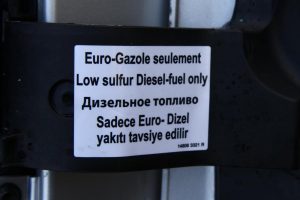 Euro-Gazole seulement
Low sulfur Diesel-fuel only
Дизельное топливо
Sadece Euro- Dizel
yakıtı tavsiye edilir